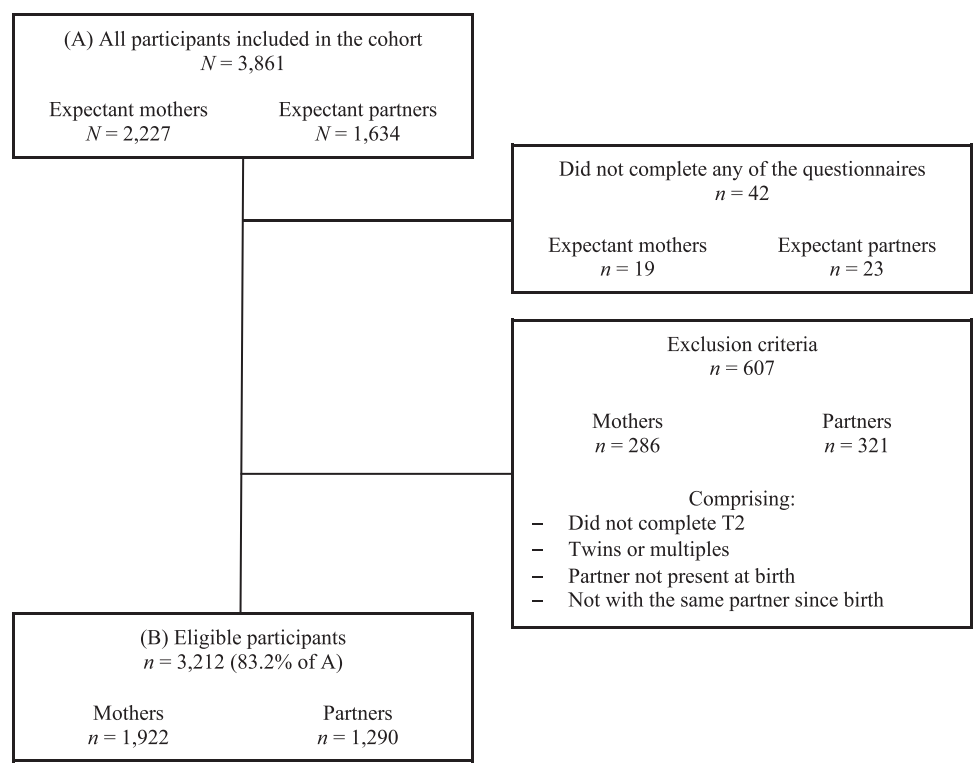 (A) All participants included in the cohort
N = 3,861
Expectant mothers Expectant partners
N = 2,227 N = 1,634
Did not complete any of the questionnaires
n = 42
Expectant mothers Expectant partners
n = 19 n = 23
Exclusion criteria
n = 607
Mothers Partners
n = 286 n = 321
Comprising:
– Did not complete T2
– Twins or multiples
– Partner not present at birth
– Not with the same partner since birth
(B) Eligible participants
n = 3,212 (83.2% of A)
Mothers Partners
n = 1,922 n = 1,290